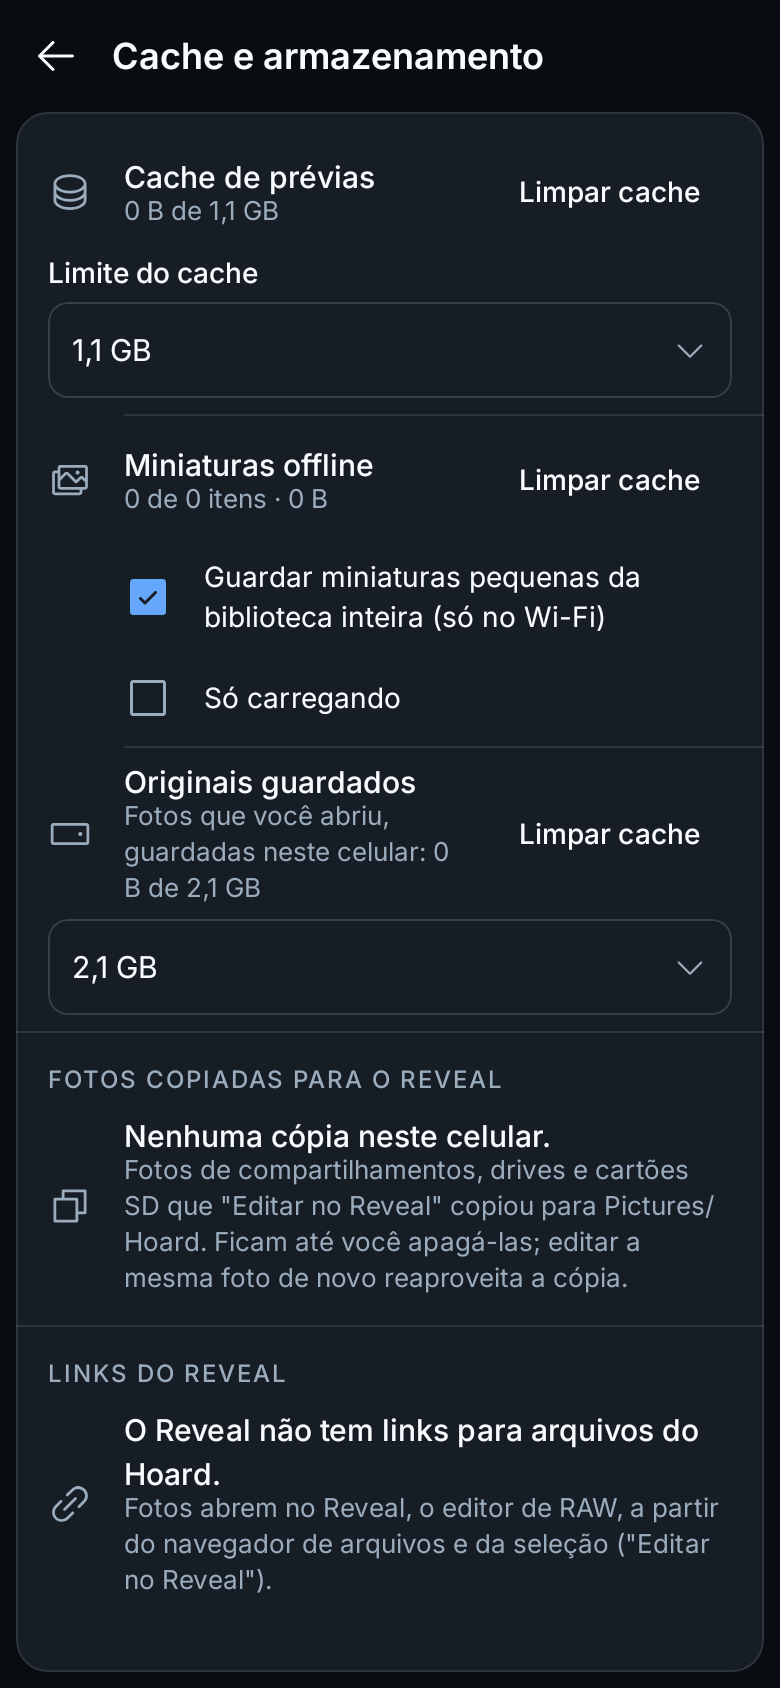 Cache e armazenamento
Cache de prévias
0 B de 1,1 GB
Limpar cache
Limite do cache
1,1 GB
Miniaturas offline
0 de 0 itens · 0 B
Limpar cache
Guardar miniaturas pequenas da
biblioteca inteira (só no Wi-Fi)
Só carregando
Originais guardados
Fotos que você abriu,
guardadas neste celular: 0
B de 2,1 GB
Limpar cache
2,1 GB
FOTOS COPIADAS PARA O REVEAL
Nenhuma cópia neste celular.
Fotos de compartilhamentos, drives e cartões
SD que "Editar no Reveal" copiou para Pictures/
Hoard. Ficam até você apagá-las; editar a
mesma foto de novo reaproveita a cópia.
LINKS DO REVEAL
O Reveal não tem links para arquivos do
Hoard.
Fotos abrem no Reveal, o editor de RAW, a partir
do navegador de arquivos e da seleção ("Editar
no Reveal").